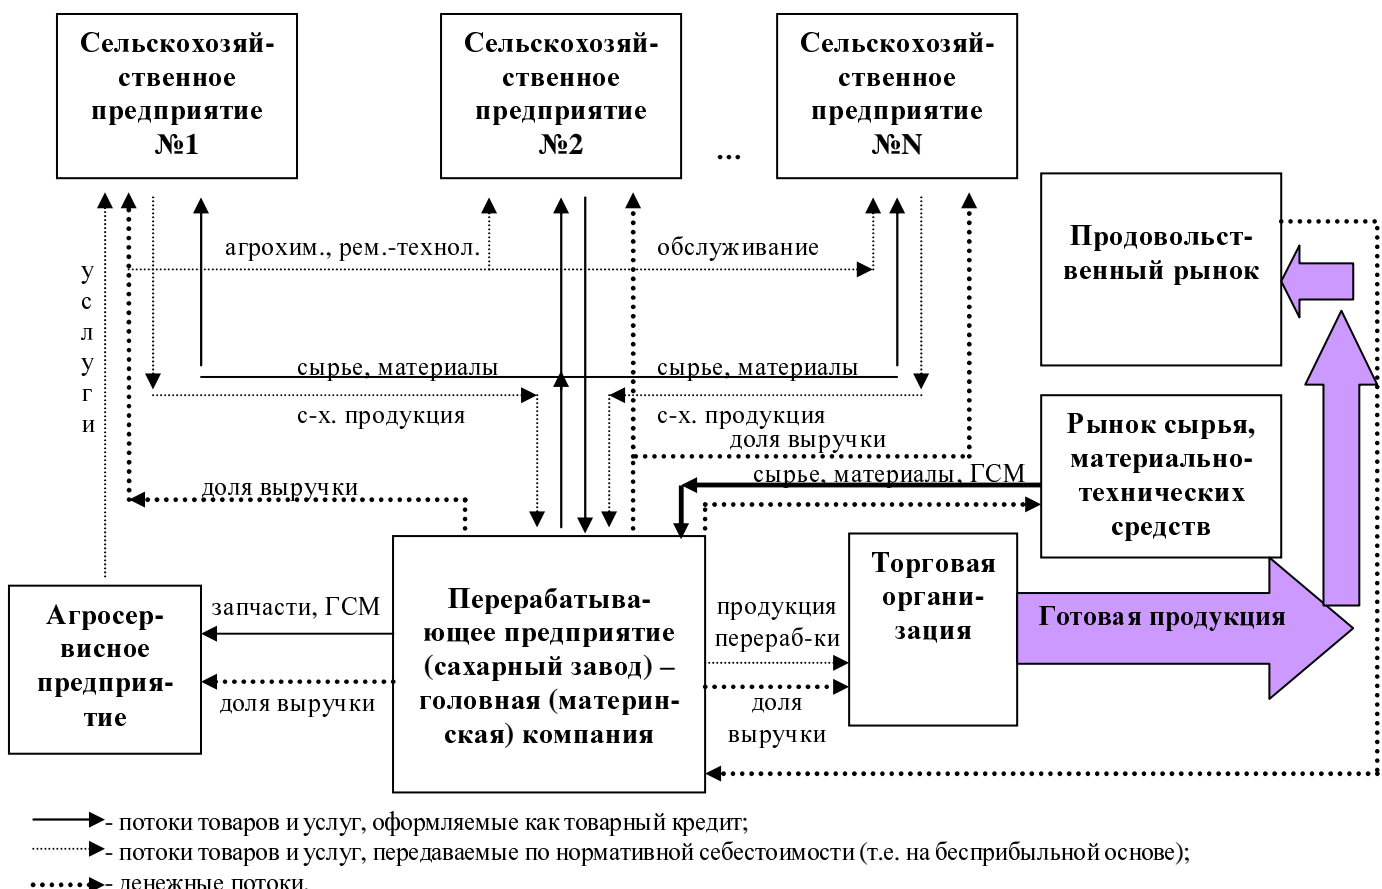 Сельскохозяй-
ственное
предприятие
№1
Сельскохозяй-
ственное
предприятие
№2
...
Сельскохозяй-
ственное
предприятие
№N
Продовольст-
венный рынок
агрохим., рем.-технол.
обслуживание
у
с
л
у
г
и
сырье, материалы
сырье, материалы
с-х. продукция
с-х. продукция
доля выручки
Рынок сырья,
материально-
технических
средств
сырье, материалы, ГСМ
доля выручки
Агросер-
висное
предприя-
тие
запчасти, ГСМ
доля выручки
Перерабатыва-
ющее предприятие
(сахарный завод) –
головная (материн-
ская) компания
продукция
перераб-ки
доля
выручки
Торговая
органи-
зация
Готовая продукция
- потоки товаров и услуг, оформляемые как товарный кредит;
- потоки товаров и услуг, передаваемые по нормативной себестоимости (т.е. на бесприбыльной основе);
- денежные потоки.